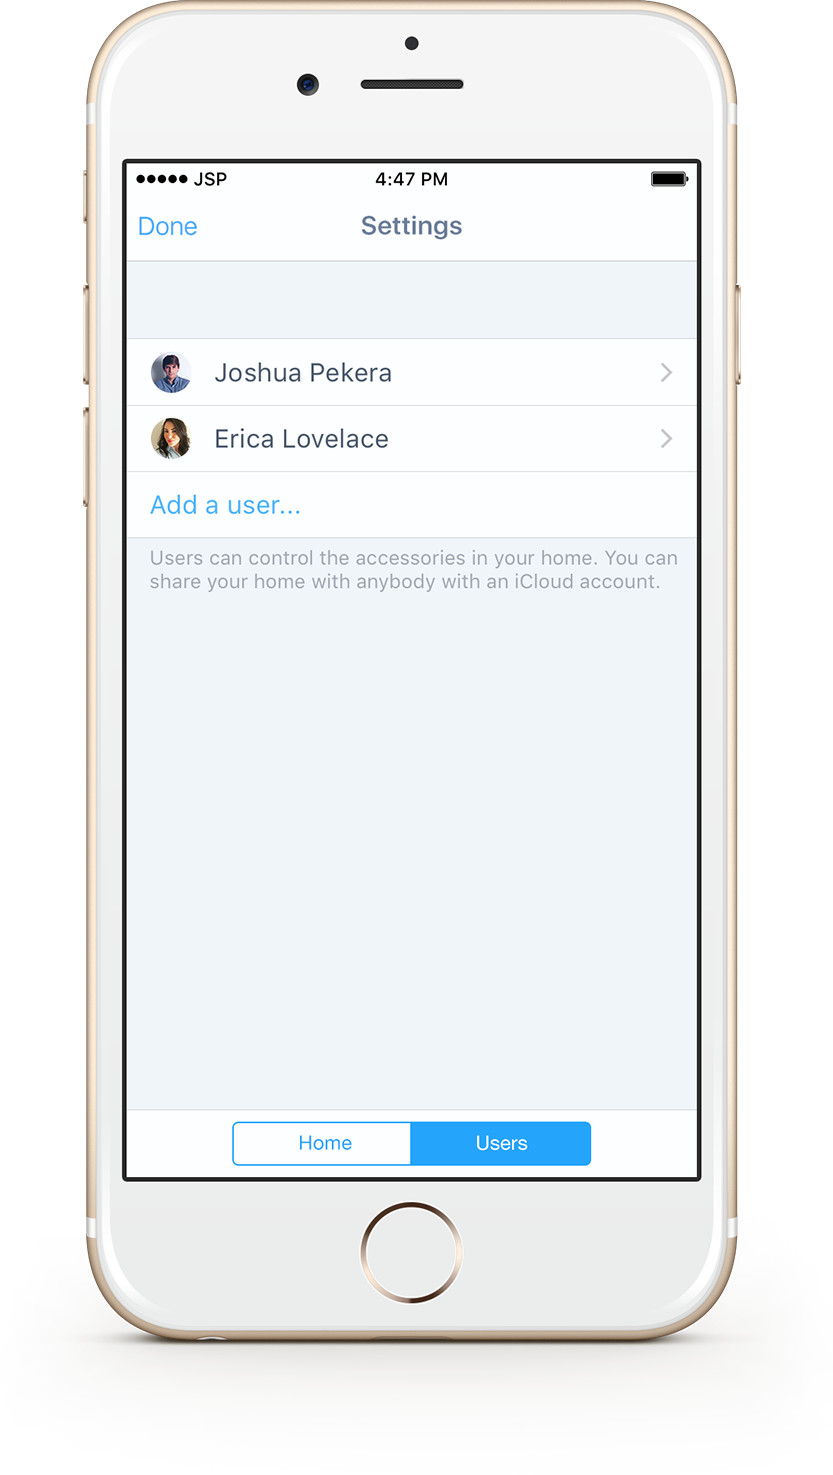 ●●●●● JSP 4:47 PM
Done Settings
Joshua Pekera
Erica Lovelace
Add a user...
Users can control the accessories in your home. You can
share your home with anybody with an iCloud account.
Home Users